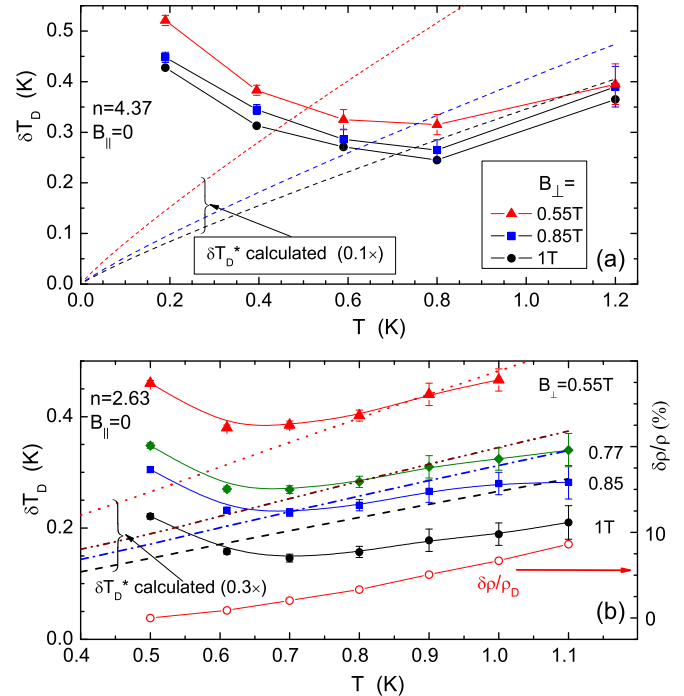 0.5
0.4
0.3
0.2
0.1
0.0
δT_D (K)
n=4.37
B_||=0
δT_D* calculated (0.1×)
B_⊥=
0.55T
0.85T
1T
(a)
0.0 0.2 0.4 0.6 0.8 1.0 1.2
T (K)
0.4
0.2
0.0
δT_D (K)
n=2.63
B_||=0
B_⊥=0.55T
0.77
0.85
1T
δT_D* calculated (0.3×)
δρ/ρ_D
(b)
10
0
δρ/ρ (%)
0.4 0.5 0.6 0.7 0.8 0.9 1.0 1.1
T (K)